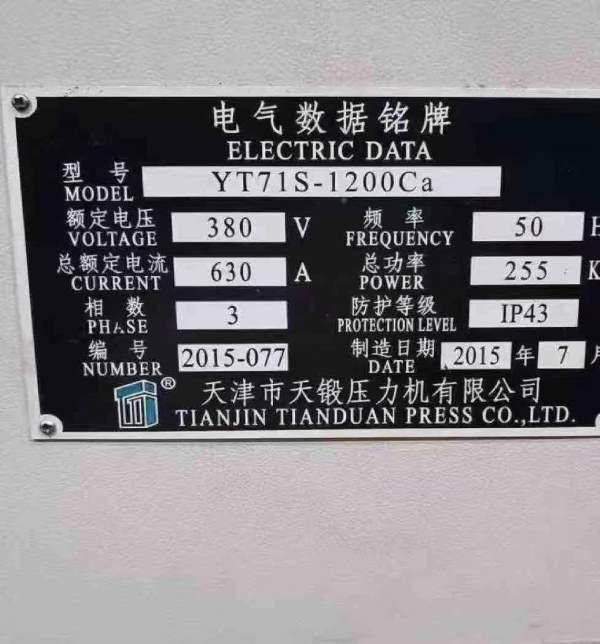 电气数据铭牌
ELECTRIC DATA
型号 MODEL YT71S-1200Ca
额定电压 VOLTAGE 380 V 频率 FREQUENCY 50 H
总额定电流 CURRENT 630 A 总功率 POWER 255 K
相数 PHASE 3 防护等级 PROTECTION LEVEL IP43
编号 NUMBER 2015-077 制造日期 DATE 2015 年 7 月
® 天津市天锻压力机有限公司
TIANJIN TIANDUAN PRESS CO.,LTD.